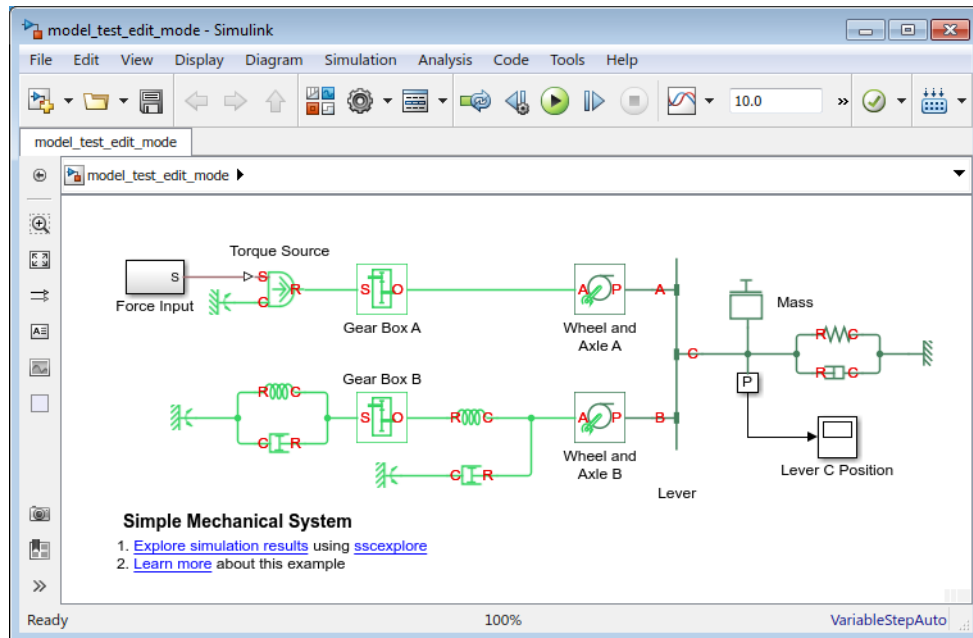 model_test_edit_mode - Simulink
File Edit View Display Diagram Simulation Analysis Code Tools Help
10.0 »
model_test_edit_mode
model_test_edit_mode
Torque Source
S S
R
C
Force Input
S O
Gear Box A
A P
Wheel and
Axle A
A
Mass
C
R C
R C
P
Lever C Position
Gear Box B
R C
C R
S O
R C
C R
A P
Wheel and
Axle B
B
Lever
Simple Mechanical System
1. Explore simulation results using sscexplore
2. Learn more about this example
Ready 100% VariableStepAuto